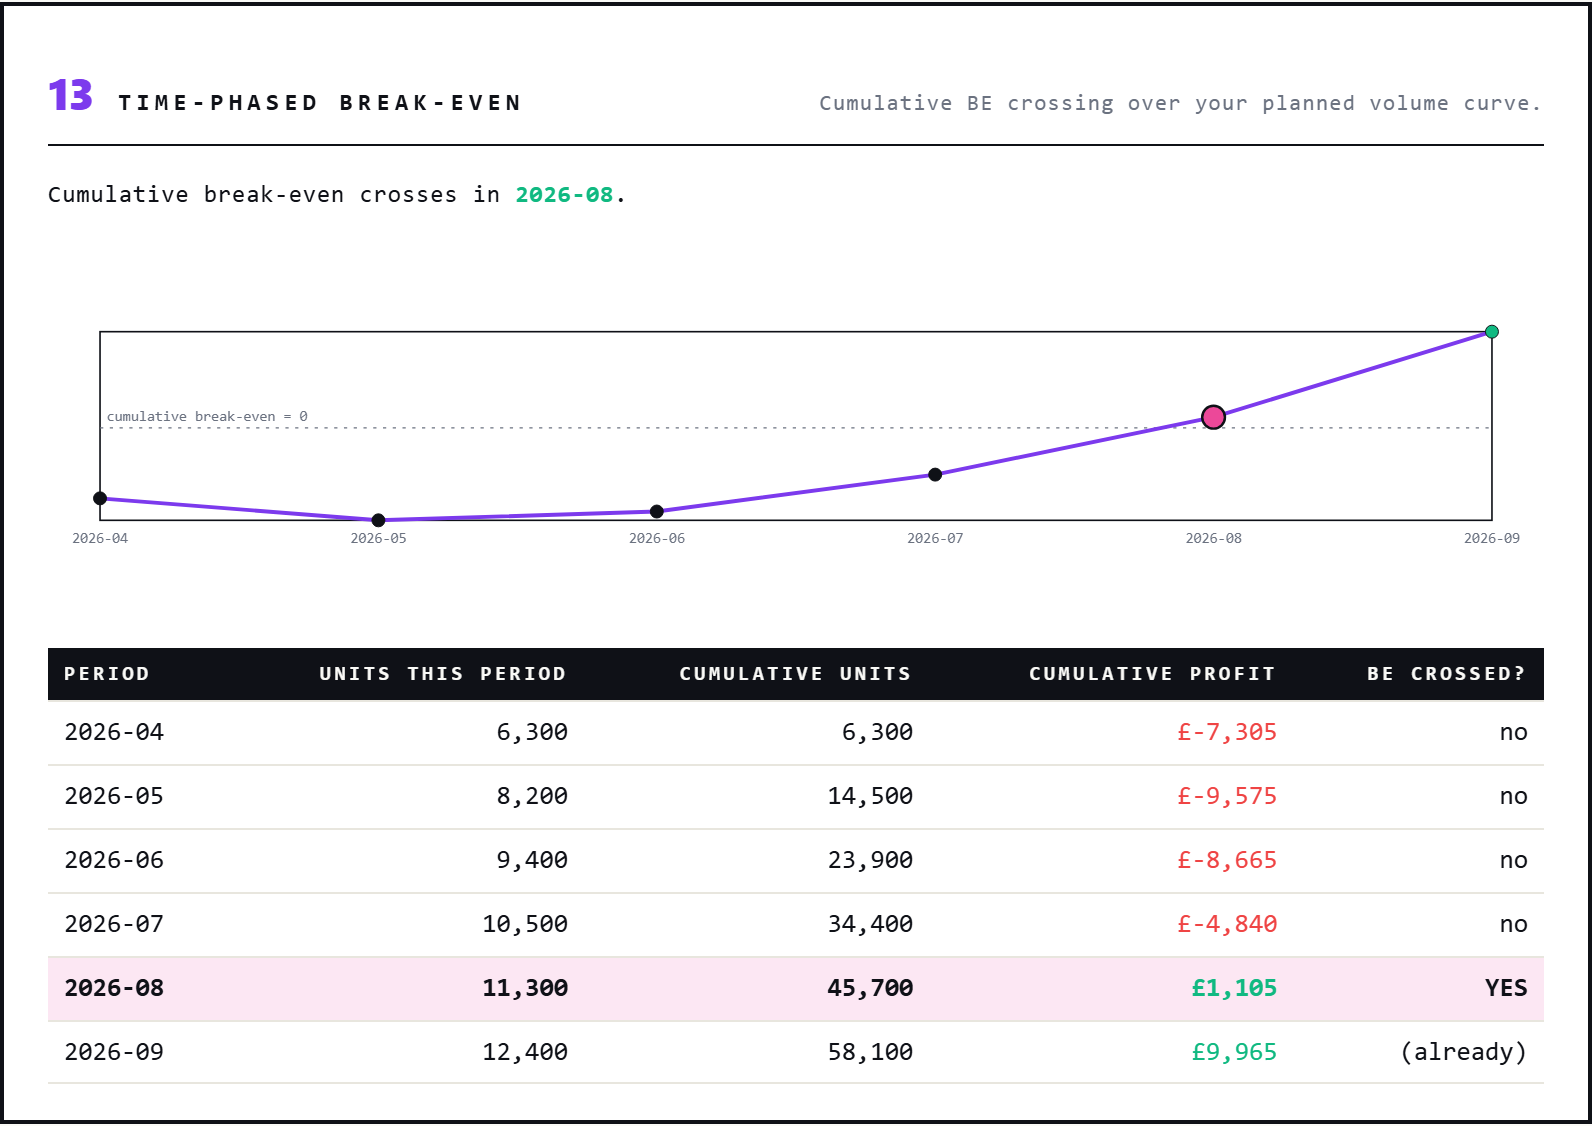 13 TIME-PHASED BREAK-EVEN Cumulative BE crossing over your planned volume curve.
Cumulative break-even crosses in 2026-08.
cumulative break-even = 0
2026-04 2026-05 2026-06 2026-07 2026-08 2026-09
PERIOD UNITS THIS PERIOD CUMULATIVE UNITS CUMULATIVE PROFIT BE CROSSED?
2026-04 6,300 6,300 £-7,305 no
2026-05 8,200 14,500 £-9,575 no
2026-06 9,400 23,900 £-8,665 no
2026-07 10,500 34,400 £-4,840 no
2026-08 11,300 45,700 £1,105 YES
2026-09 12,400 58,100 £9,965 (already)